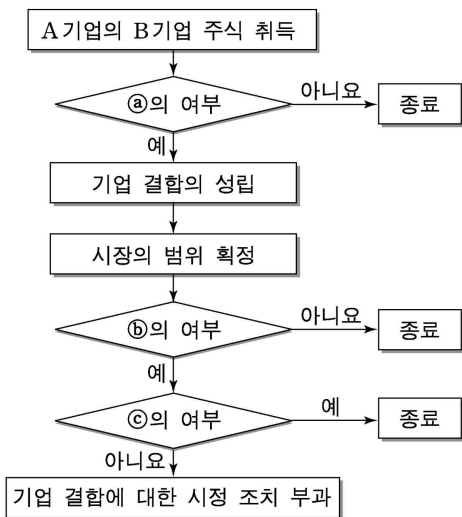 A기업의 B기업 주식 취득
ⓐ의 여부
아니요
종료
예
기업 결합의 성립
시장의 범위 획정
ⓑ의 여부
아니요
종료
예
ⓒ의 여부
예
종료
아니요
기업 결합에 대한 시정 조치 부과